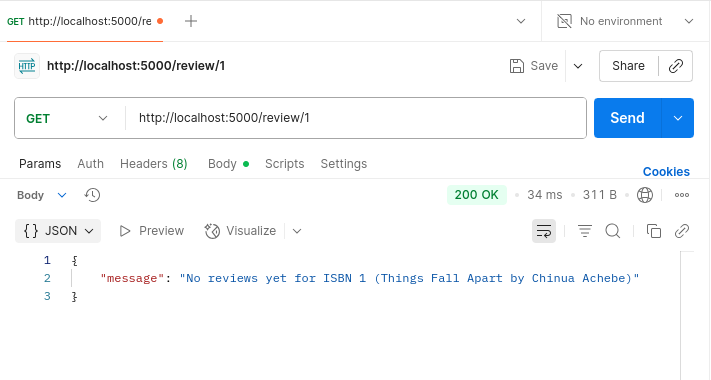 GET http://localhost:5000/re
No environment
HTTP http://localhost:5000/review/1 Save Share
GET http://localhost:5000/review/1 Send
Params Auth Headers (8) Body Scripts Settings
Cookies
Body 200 OK 34 ms 311 B
{} JSON Preview Visualize
1 {
2 "message": "No reviews yet for ISBN 1 (Things Fall Apart by Chinua Achebe)"
3 }